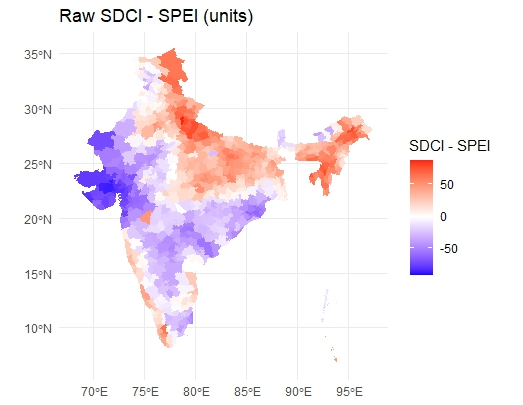 Raw SDCI - SPEI (units)
35°N
30°N
25°N
20°N
15°N
10°N
70°E
75°E
80°E
85°E
90°E
95°E
SDCI - SPEI
50
0
-50